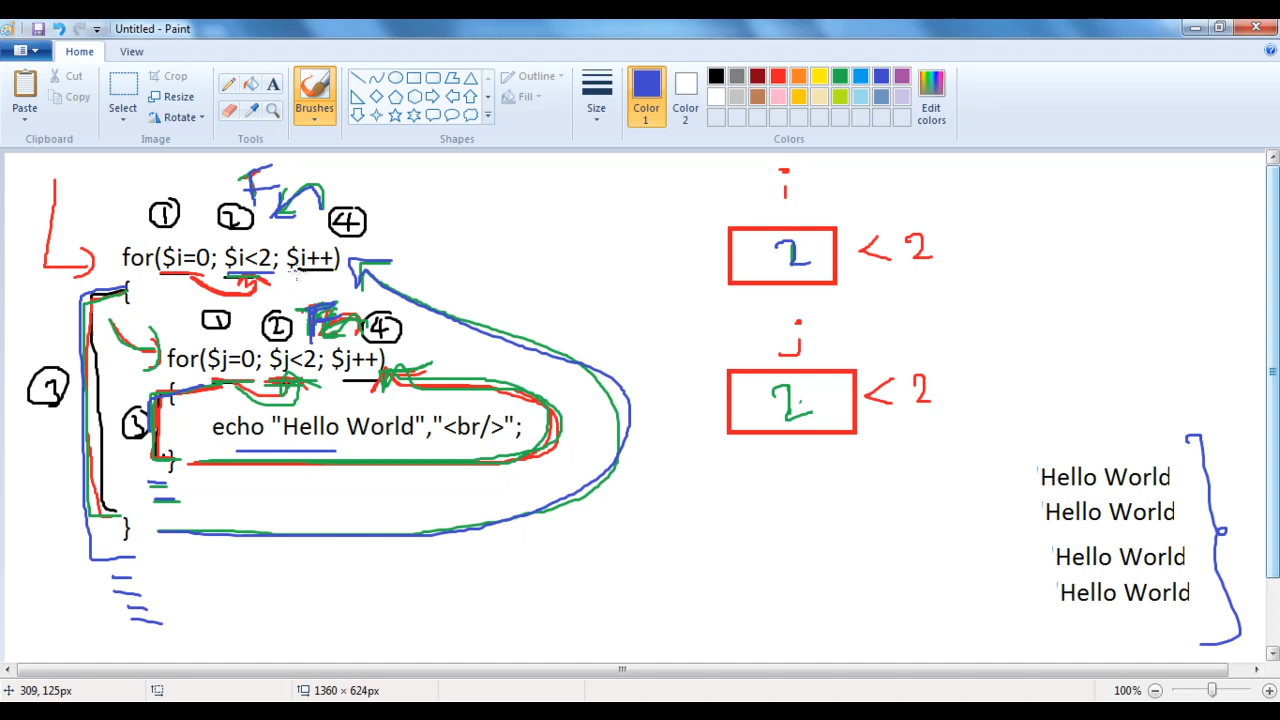 Untitled - Paint
Home View
Paste
Cut
Copy
Clipboard
Select
Crop
Resize
Rotate
Image
Tools
Brushes
Shapes
Outline
Fill
Size
Color 1
Color 2
Edit colors
Colors
F
1 2 4
for($i=0; $i<2; $i++)
{
1 2 F 4
for($j=0; $j<2; $j++)
{
3 3
echo "Hello World","<br/>";
}
}
i
2 < 2
j
2 < 2
'Hello World
'Hello World
'Hello World
'Hello World
309, 125px
1360 × 624px
100%